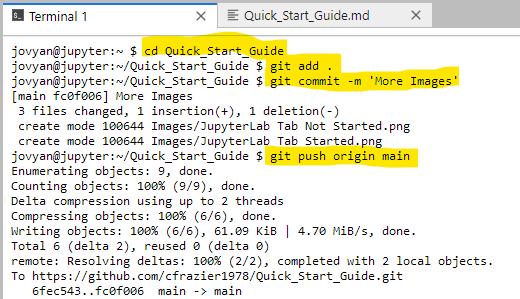 Terminal 1
Quick_Start_Guide.md
jovyan@jupyter:~ $ cd Quick_Start_Guide
jovyan@jupyter:~/Quick_Start_Guide $ git add .
jovyan@jupyter:~/Quick_Start_Guide $ git commit -m 'More Images'
[main fc0f006] More Images
 3 files changed, 1 insertion(+), 1 deletion(-)
 create mode 100644 Images/JupyterLab Tab Not Started.png
 create mode 100644 Images/JupyterLab Tab Started.png
jovyan@jupyter:~/Quick_Start_Guide $ git push origin main
Enumerating objects: 9, done.
Counting objects: 100% (9/9), done.
Delta compression using up to 2 threads
Compressing objects: 100% (6/6), done.
Writing objects: 100% (6/6), 61.09 KiB | 4.70 MiB/s, done.
Total 6 (delta 2), reused 0 (delta 0)
remote: Resolving deltas: 100% (2/2), completed with 2 local objects.
To https://github.com/cfrazier1978/Quick_Start_Guide.git
   6fec543..fc0f006  main -> main